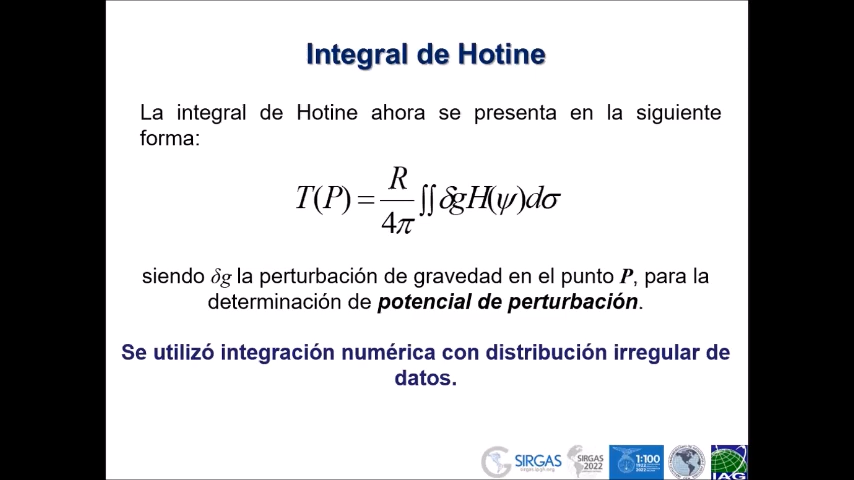 Integral de Hotine
La integral de Hotine ahora se presenta en la siguiente
forma:
T(P) = R/4π ∬ δgH(ψ)dσ
siendo δg la perturbación de gravedad en el punto P, para la
determinación de potencial de perturbación.
Se utilizó integración numérica con distribución irregular de
datos.
SIRGAS
SIRGAS
2022
1:100
IAG